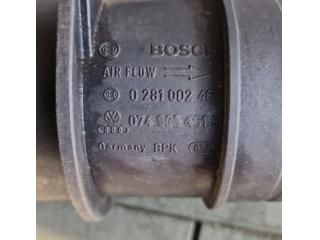 BOSCH
AIR FLOW
0 281 002 46
074 906 461 B
Germany BPK